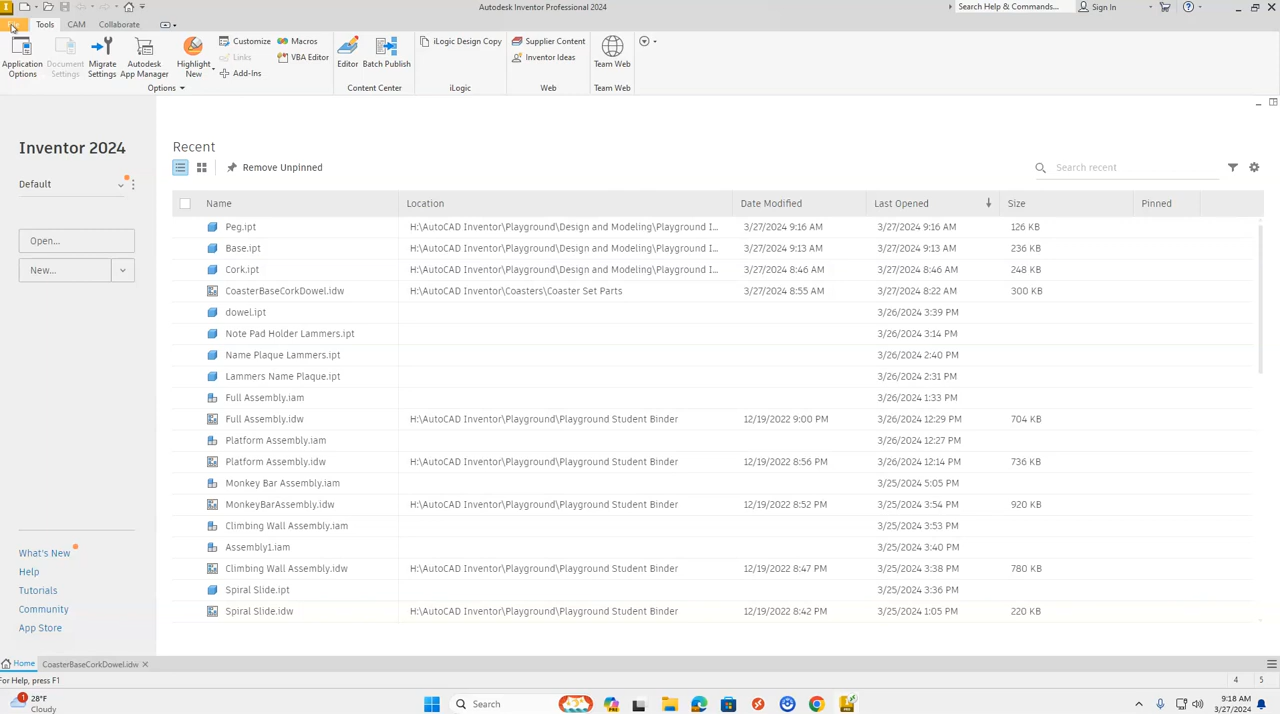 Autodesk Inventor Professional 2024
Search Help & Commands...
Sign In
Tools
CAM
Collaborate
Application Options
Document Settings
Migrate Settings
Autodesk App Manager
Highlight New
Customize
Links
Add-Ins
Macros
VBA Editor
Options
Editor
Batch Publish
Content Center
iLogic Design Copy
iLogic
Supplier Content
Inventor Ideas
Web
Team Web
Team Web
Inventor 2024
Default
Open...
New...
What's New
Help
Tutorials
Community
App Store
Recent
Remove Unpinned
Search recent
Name Location Date Modified Last Opened Size Pinned
Peg.ipt H:\AutoCAD Inventor\Playground\Design and Modeling\Playground I... 3/27/2024 9:16 AM 3/27/2024 9:16 AM 126 KB
Base.ipt H:\AutoCAD Inventor\Playground\Design and Modeling\Playground I... 3/27/2024 9:13 AM 3/27/2024 9:13 AM 236 KB
Cork.ipt H:\AutoCAD Inventor\Playground\Design and Modeling\Playground I... 3/27/2024 8:46 AM 3/27/2024 8:46 AM 248 KB
CoasterBaseCorkDowel.idw H:\AutoCAD Inventor\Coasters\Coaster Set Parts 3/27/2024 8:55 AM 3/27/2024 8:22 AM 300 KB
dowel.ipt 3/26/2024 3:39 PM
Note Pad Holder Lammers.ipt 3/26/2024 3:14 PM
Name Plaque Lammers.ipt 3/26/2024 2:40 PM
Lammers Name Plaque.ipt 3/26/2024 2:31 PM
Full Assembly.iam 3/26/2024 1:33 PM
Full Assembly.idw H:\AutoCAD Inventor\Playground\Playground Student Binder 12/19/2022 9:00 PM 3/26/2024 12:29 PM 704 KB
Platform Assembly.iam 3/26/2024 12:27 PM
Platform Assembly.idw H:\AutoCAD Inventor\Playground\Playground Student Binder 12/19/2022 8:56 PM 3/26/2024 12:14 PM 736 KB
Monkey Bar Assembly.iam 3/25/2024 5:05 PM
MonkeyBarAssembly.idw H:\AutoCAD Inventor\Playground\Playground Student Binder 12/19/2022 8:52 PM 3/25/2024 3:54 PM 920 KB
Climbing Wall Assembly.iam 3/25/2024 3:53 PM
Assembly1.iam 3/25/2024 3:40 PM
Climbing Wall Assembly.idw H:\AutoCAD Inventor\Playground\Playground Student Binder 12/19/2022 8:47 PM 3/25/2024 3:38 PM 780 KB
Spiral Slide.ipt 3/25/2024 3:36 PM
Spiral Slide.idw H:\AutoCAD Inventor\Playground\Playground Student Binder 12/19/2022 8:42 PM 3/25/2024 1:05 PM 220 KB
Home
CoasterBaseCorkDowel.idw
For Help, press F1
4 5
1
28°F
Cloudy
Search
9:18 AM
3/27/2024